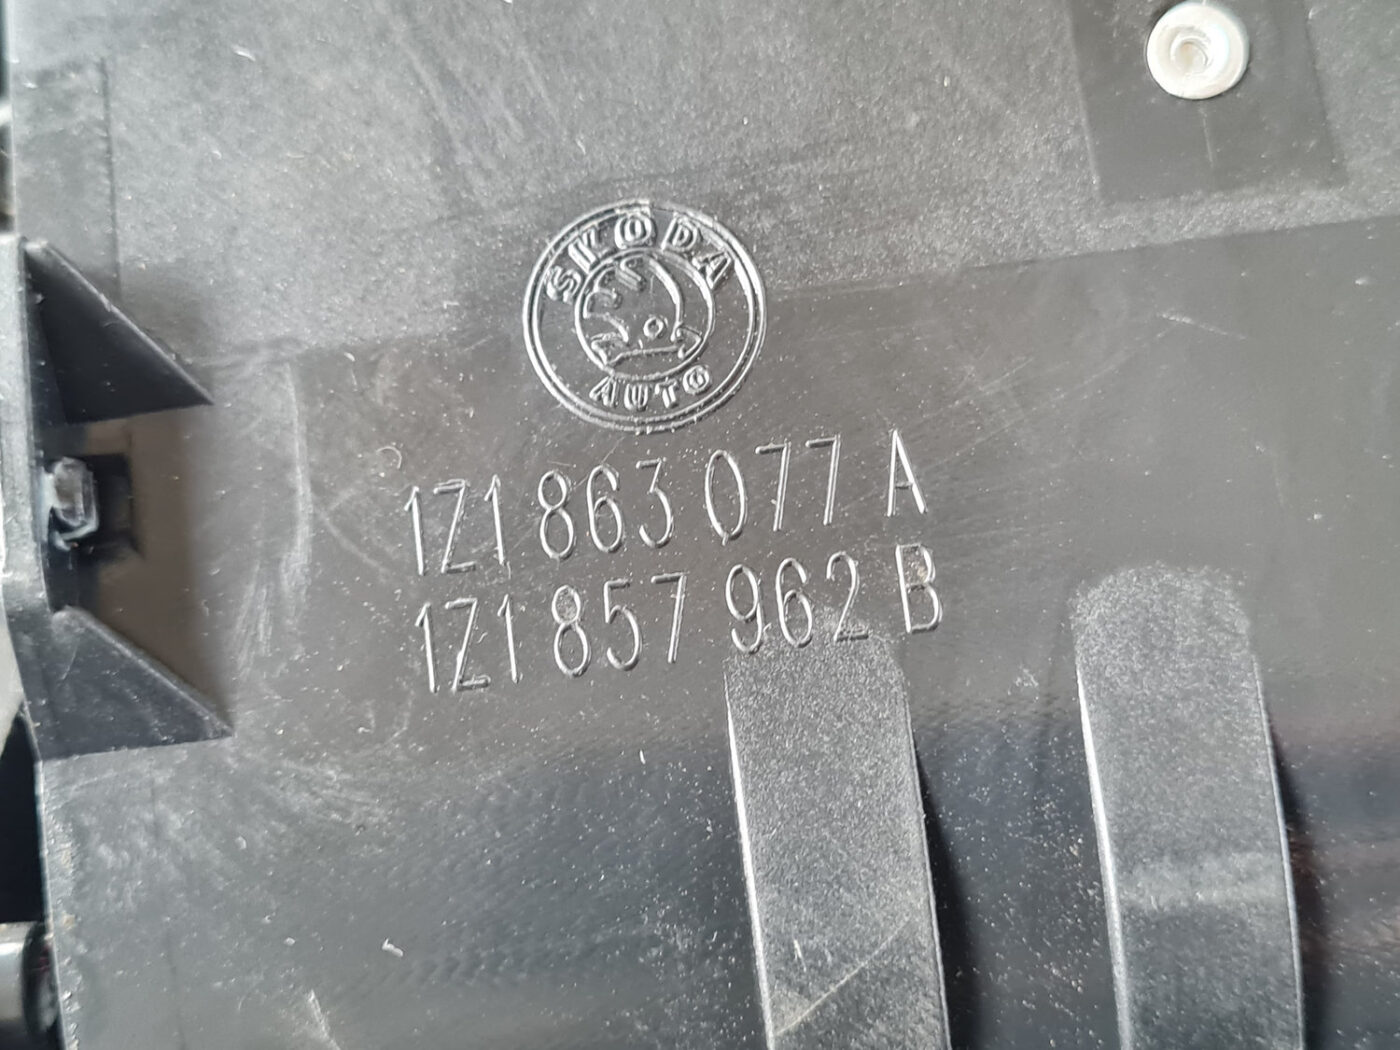 ŠKODA
AUTO
1Z1 863 077 A
1Z1 857 962 B